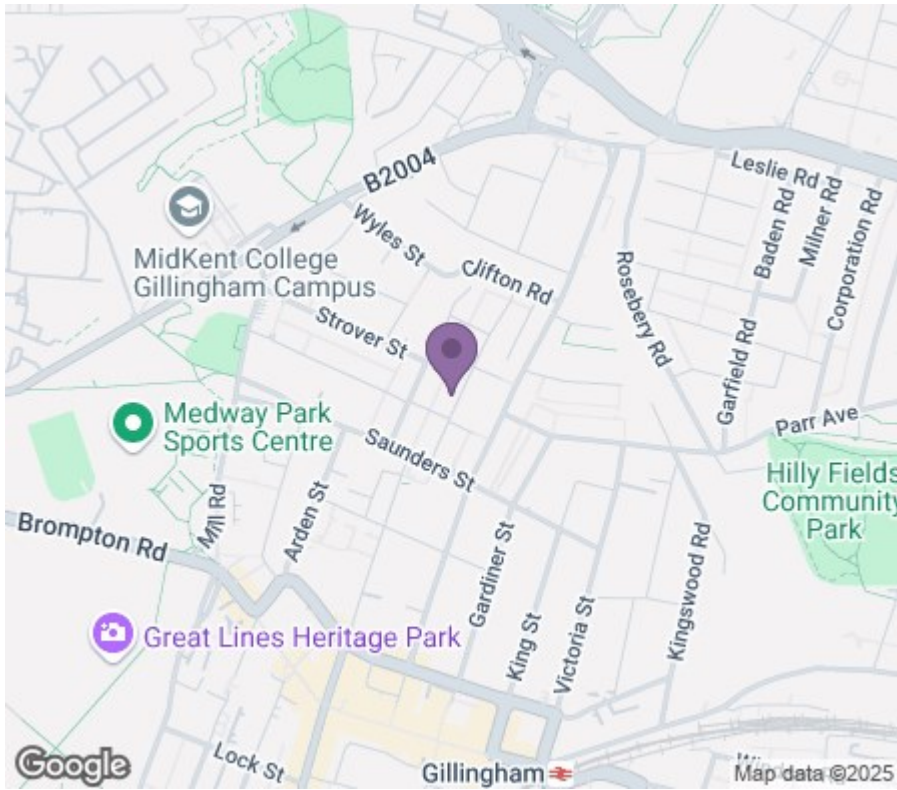 B2004
Leslie Rd
Baden Rd
Milner Rd
Corporation Rd
MidKent College
Gillingham Campus
Wyles St
Clifton Rd
Rosebery Rd
Strover St
Garfield Rd
Medway Park
Sports Centre
Parr Ave
Saunders St
Hilly Fields
Community
Park
Mill Rd
Brompton Rd
Arden St
Gardiner St
Kingswood Rd
King St
Victoria St
Great Lines Heritage Park
Lock St
Gillingham
Google
Map data ©2025